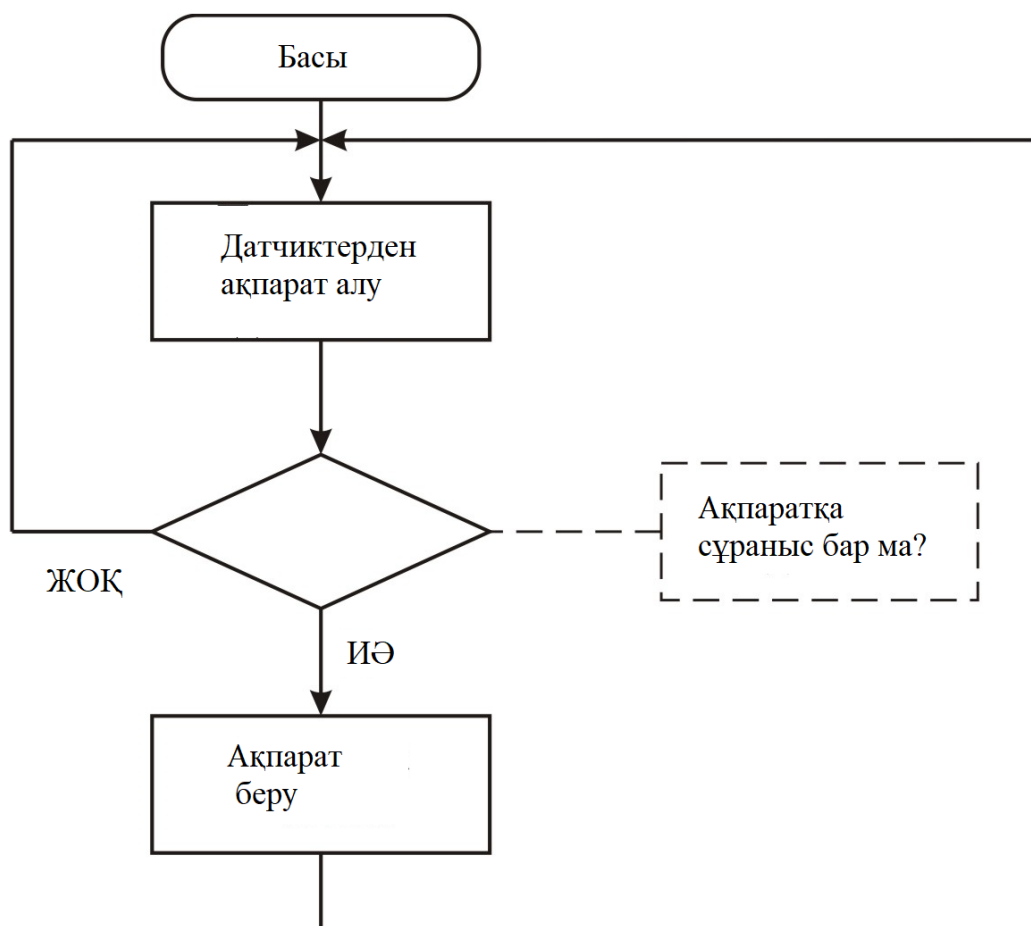 Басы
Датчиктерден
ақпарат алу
Ақпаратқа
сұраныс бар ма?
ЖОҚ
ИӘ
Ақпарат
беру